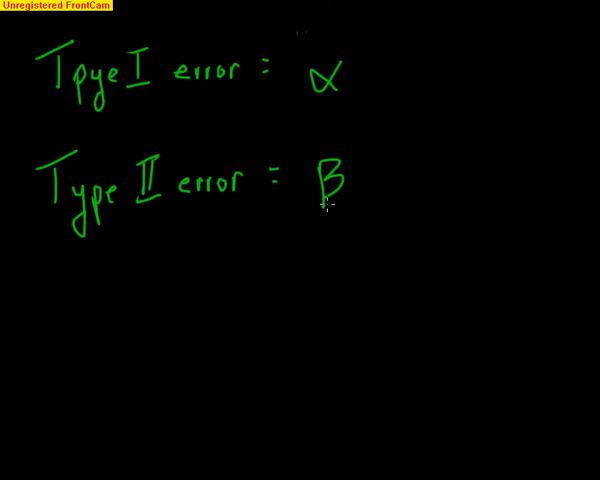 Unregistered FrontCam
Tpye I error = α
Type II error = β